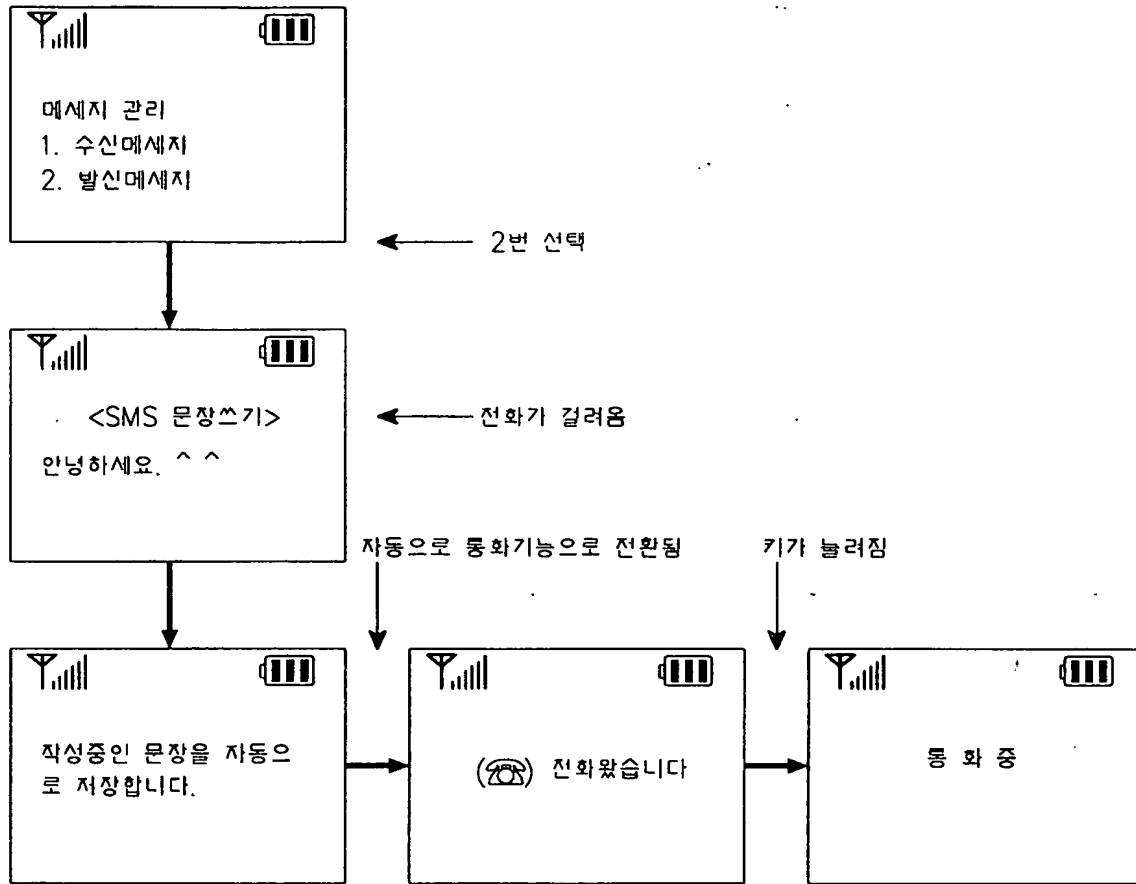 메세지 관리
1. 수신메세지
2. 발신메세지
2번 선택
<SMS 문장쓰기>
전화가 걸려옴
안녕하세요. ^ ^
자동으로 통화기능으로 전환됨
키가 눌려짐
작성중인 문장을 자동으
로 저장합니다.
( ) 전화왔습니다
통 화 중